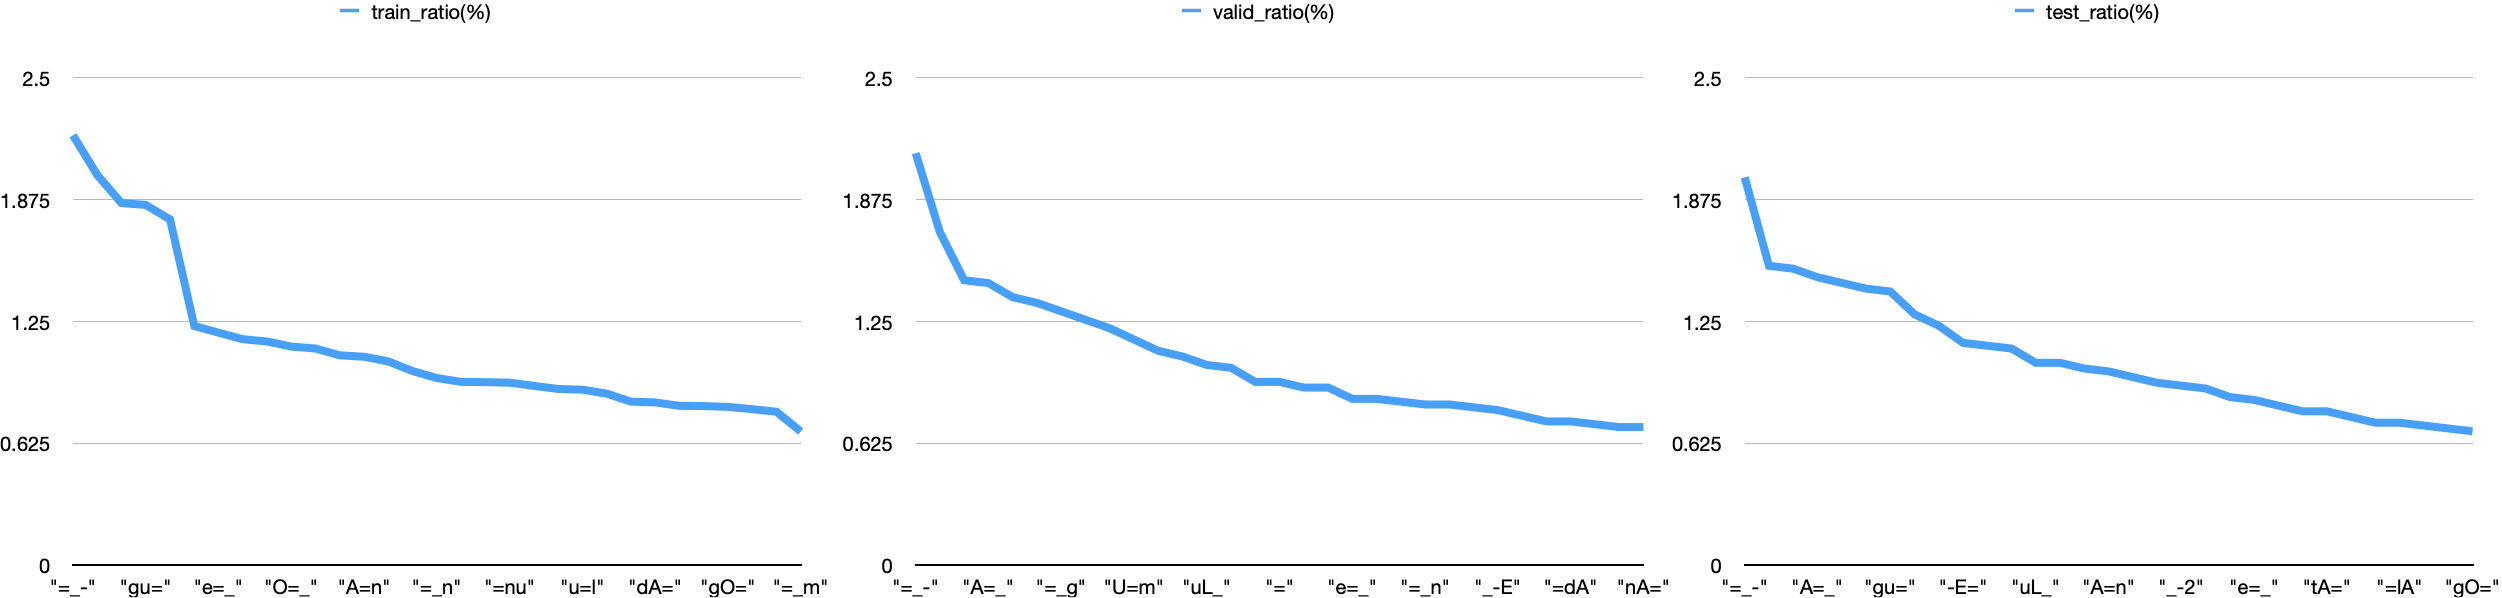 train_ratio(%)
2.5
1.875
1.25
0.625
0
"=_-" "gu=" "e=_" "O=_" "A=n" "=_n" "=nu" "u=l" "dA=" "gO=" "=_m"
valid_ratio(%)
2.5
1.875
1.25
0.625
0
"=_-" "A=_" "=_g" "U=m" "uL_" "=" "e=_" "=_n" "_-E" "=dA" "nA="
test_ratio(%)
2.5
1.875
1.25
0.625
0
"=_-" "A=_" "gu=" "-E=" "uL_" "A=n" "_-2" "e=_" "tA=" "=lA" "gO="